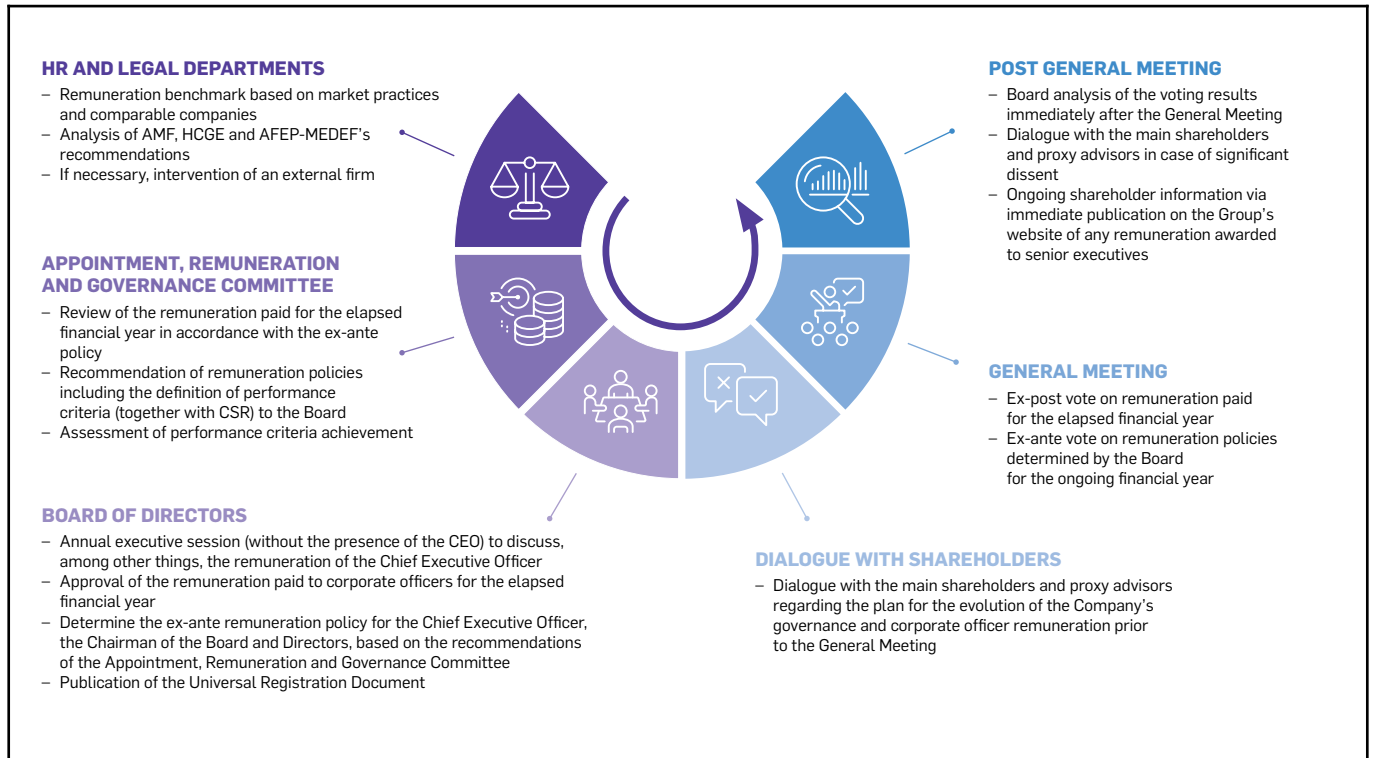 HR AND LEGAL DEPARTMENTS
– Remuneration benchmark based on market practices
and comparable companies
– Analysis of AMF, HCGE and AFEP-MEDEF's
recommendations
– If necessary, intervention of an external firm
APPOINTMENT, REMUNERATION
AND GOVERNANCE COMMITTEE
– Review of the remuneration paid for the elapsed
financial year in accordance with the ex-ante
policy
– Recommendation of remuneration policies
including the definition of performance
criteria (together with CSR) to the Board
– Assessment of performance criteria achievement
BOARD OF DIRECTORS
– Annual executive session (without the presence of the CEO) to discuss,
among other things, the remuneration of the Chief Executive Officer
– Approval of the remuneration paid to corporate officers for the elapsed
financial year
– Determine the ex-ante remuneration policy for the Chief Executive Officer,
the Chairman of the Board and Directors, based on the recommendations
of the Appointment, Remuneration and Governance Committee
– Publication of the Universal Registration Document
DIALOGUE WITH SHAREHOLDERS
– Dialogue with the main shareholders and proxy advisors
regarding the plan for the evolution of the Company's
governance and corporate officer remuneration prior
to the General Meeting
GENERAL MEETING
– Ex-post vote on remuneration paid
for the elapsed financial year
– Ex-ante vote on remuneration policies
determined by the Board
for the ongoing financial year
POST GENERAL MEETING
– Board analysis of the voting results
immediately after the General Meeting
– Dialogue with the main shareholders
and proxy advisors in case of significant
dissent
– Ongoing shareholder information via
immediate publication on the Group's
website of any remuneration awarded
to senior executives